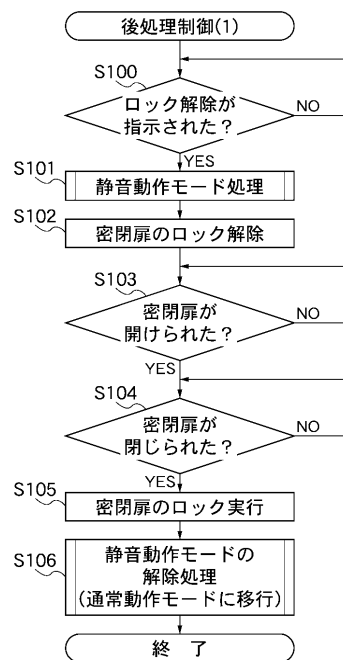 後処理制御(1)
S100
ロック解除が
指示された?
NO
YES
S101
静音動作モード処理
S102
密閉扉のロック解除
S103
密閉扉が
開けられた?
NO
YES
S104
密閉扉が
閉じられた?
NO
YES
S105
密閉扉のロック実行
S106
静音動作モードの
解除処理
(通常動作モードに移行)
終 了